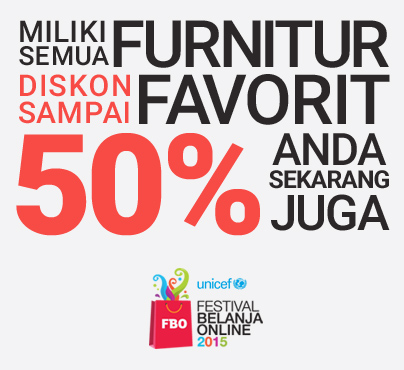 MILIKI SEMUA FURNITUR
DISKON SAMPAI FAVORIT
50% ANDA
SEKARANG
JUGA
unicef
FBO
FESTIVAL
BELANJA
ONLINE
2015